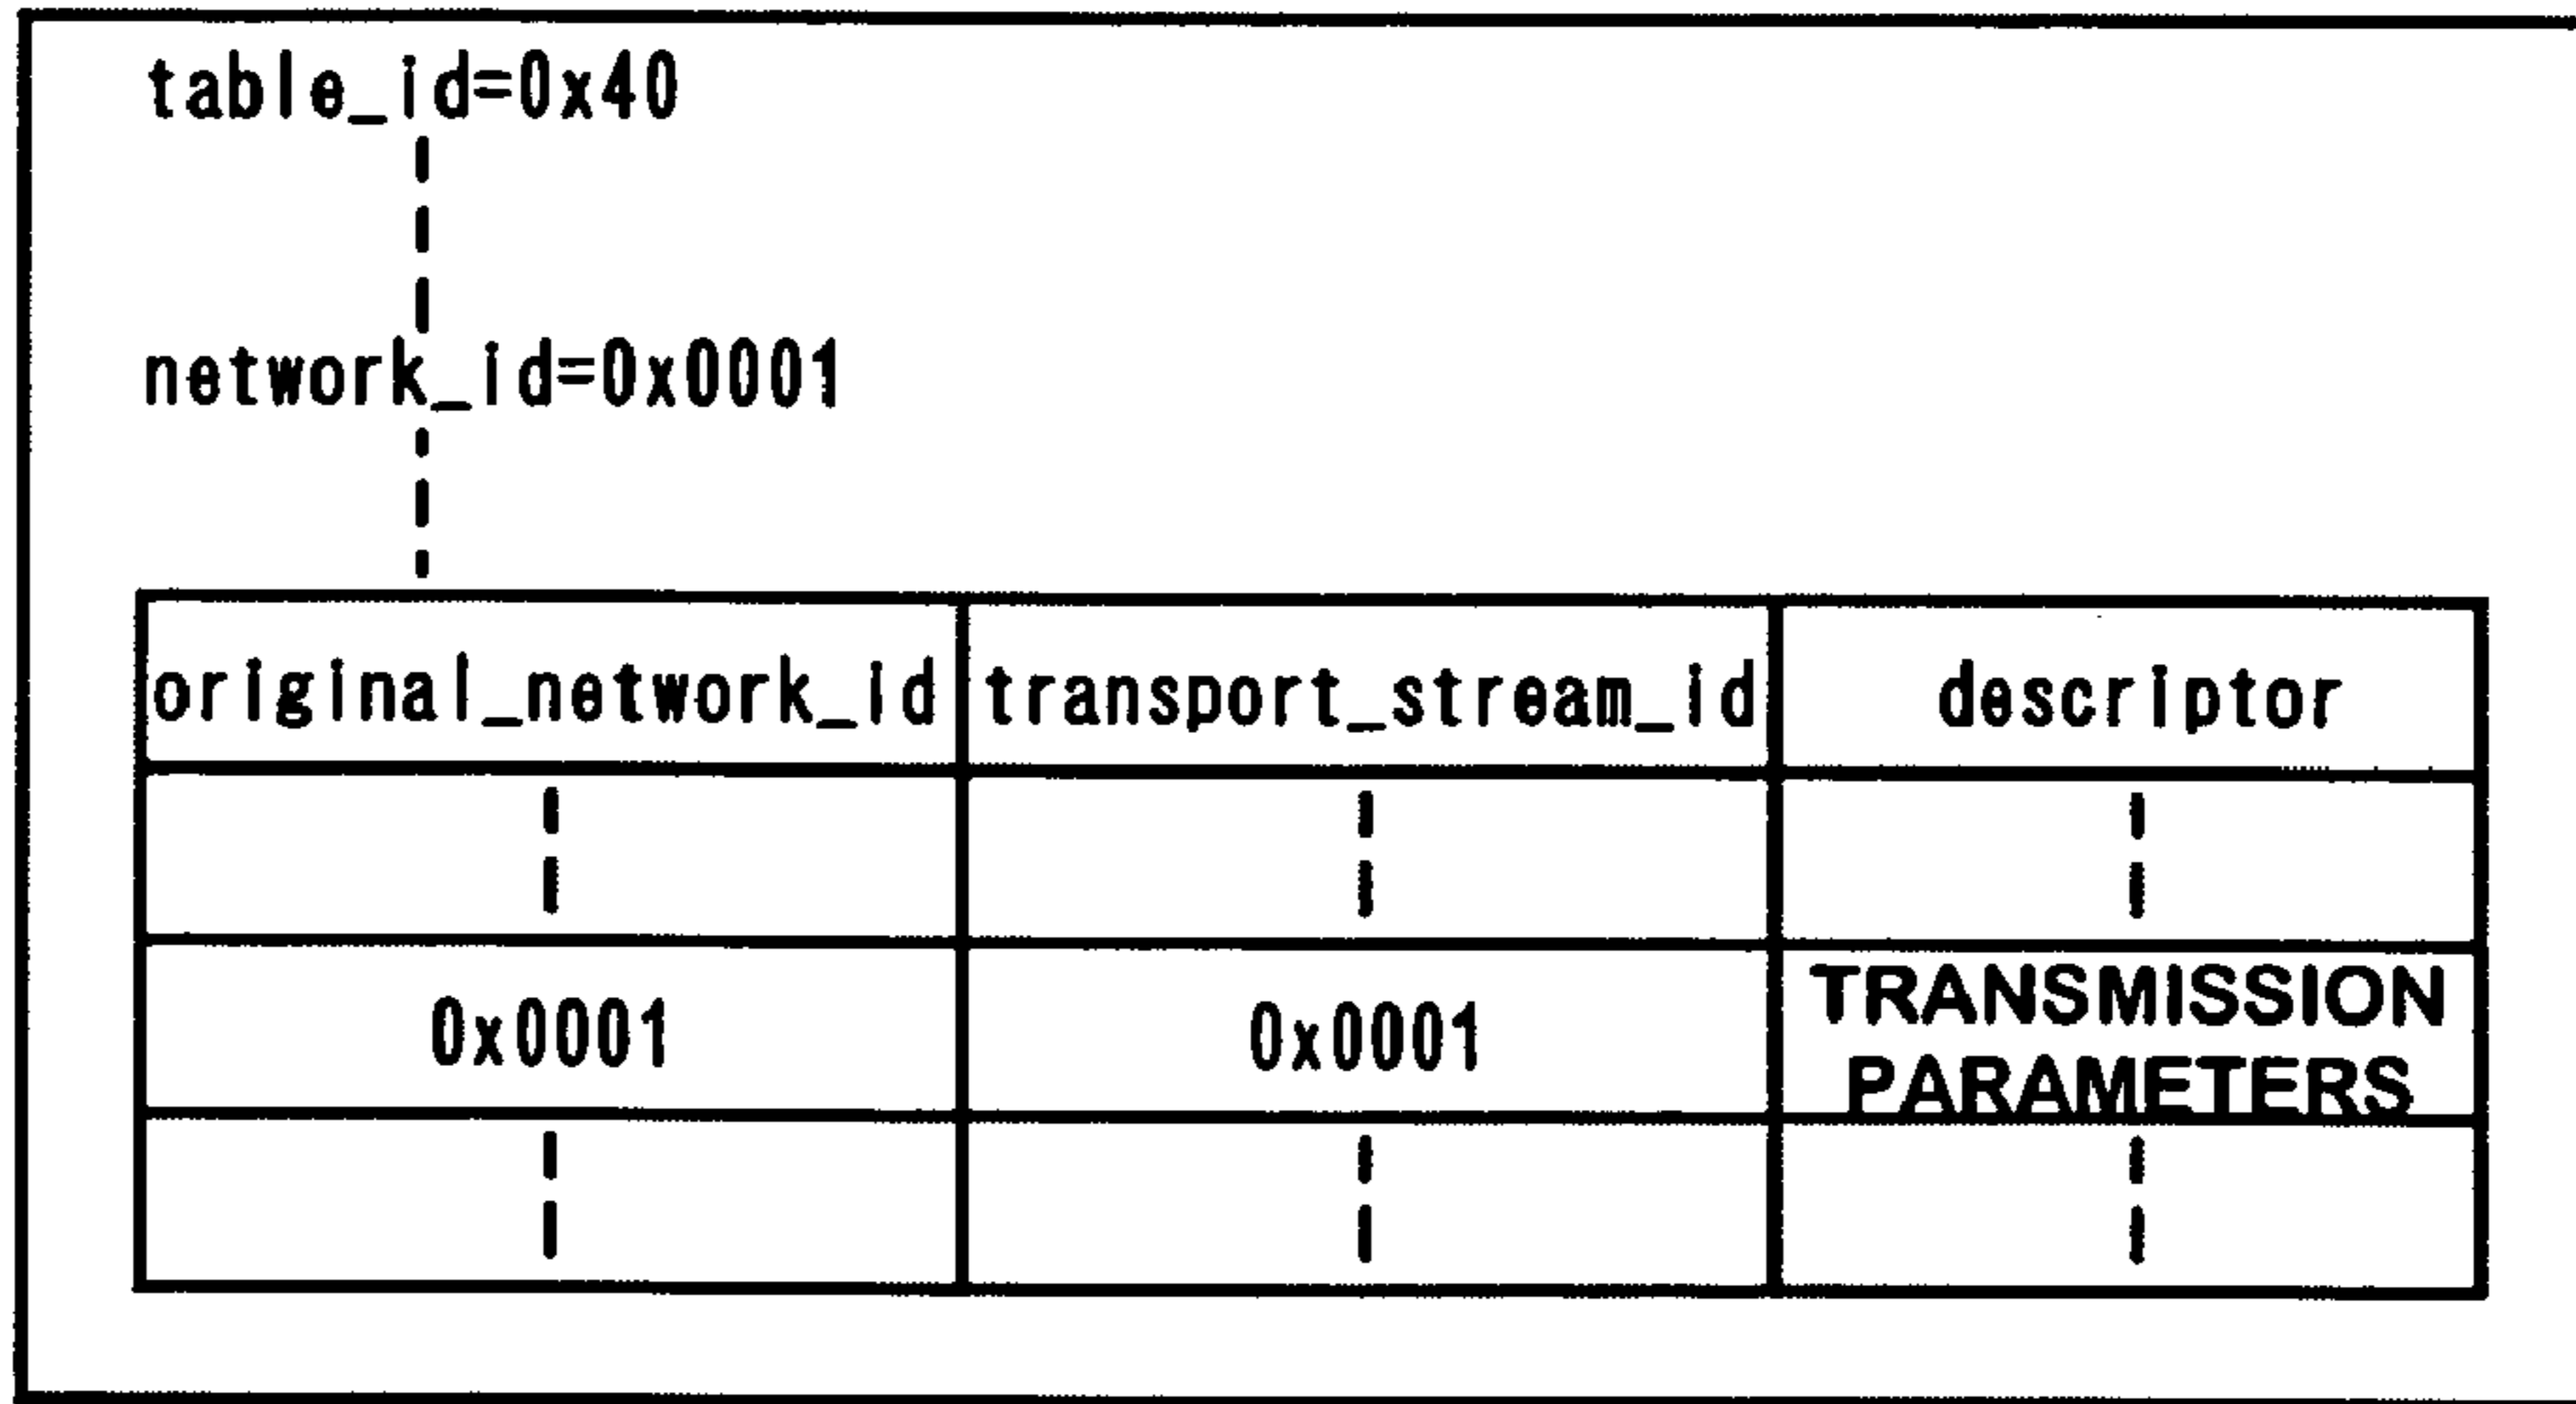 table_id=0x40
network_id=0x0001
original_network_id transport_stream_id descriptor
0x0001 0x0001 TRANSMISSION
PARAMETERS